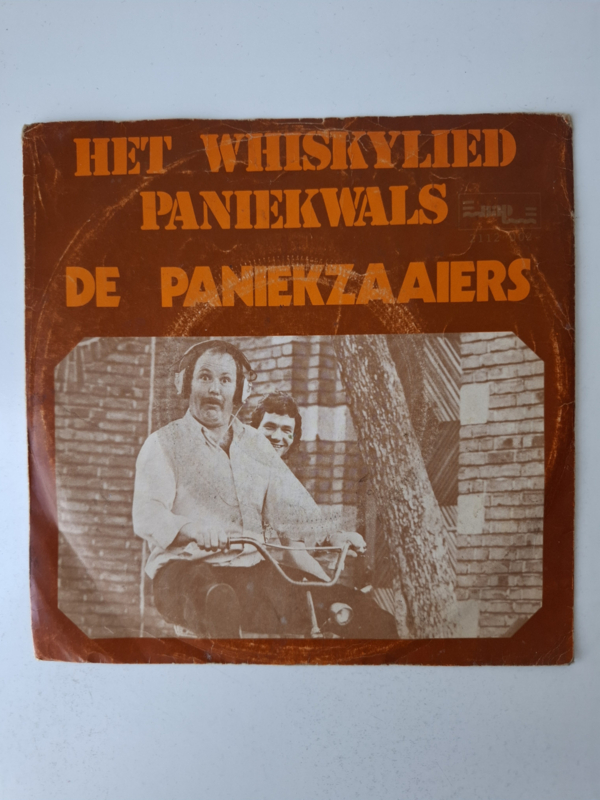 HET WHISKYLIED
PANIEKWALS
DE PANIEKZAAIERS